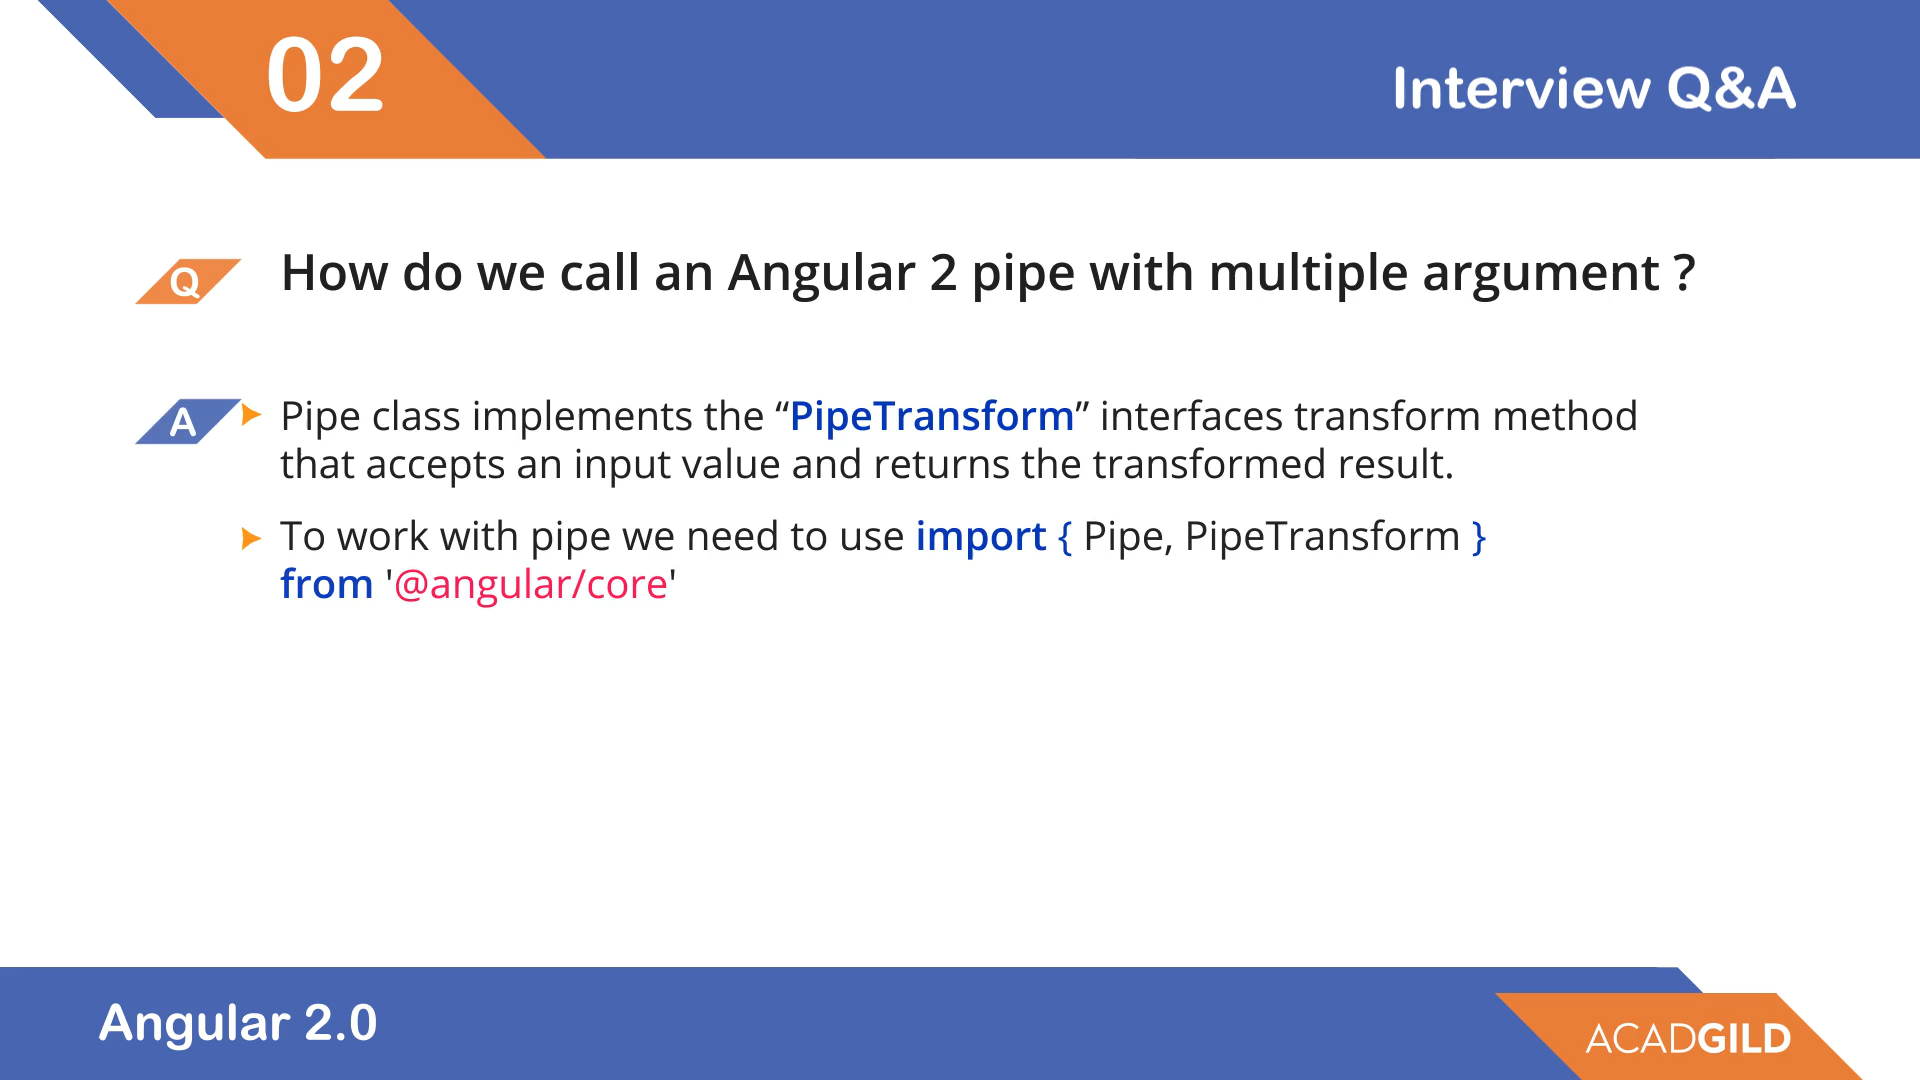 02
Interview Q&A
Q
How do we call an Angular 2 pipe with multiple argument ?
A
Pipe class implements the “PipeTransform” interfaces transform method
that accepts an input value and returns the transformed result.
To work with pipe we need to use import { Pipe, PipeTransform }
from '@angular/core'
Angular 2.0
ACADGILD